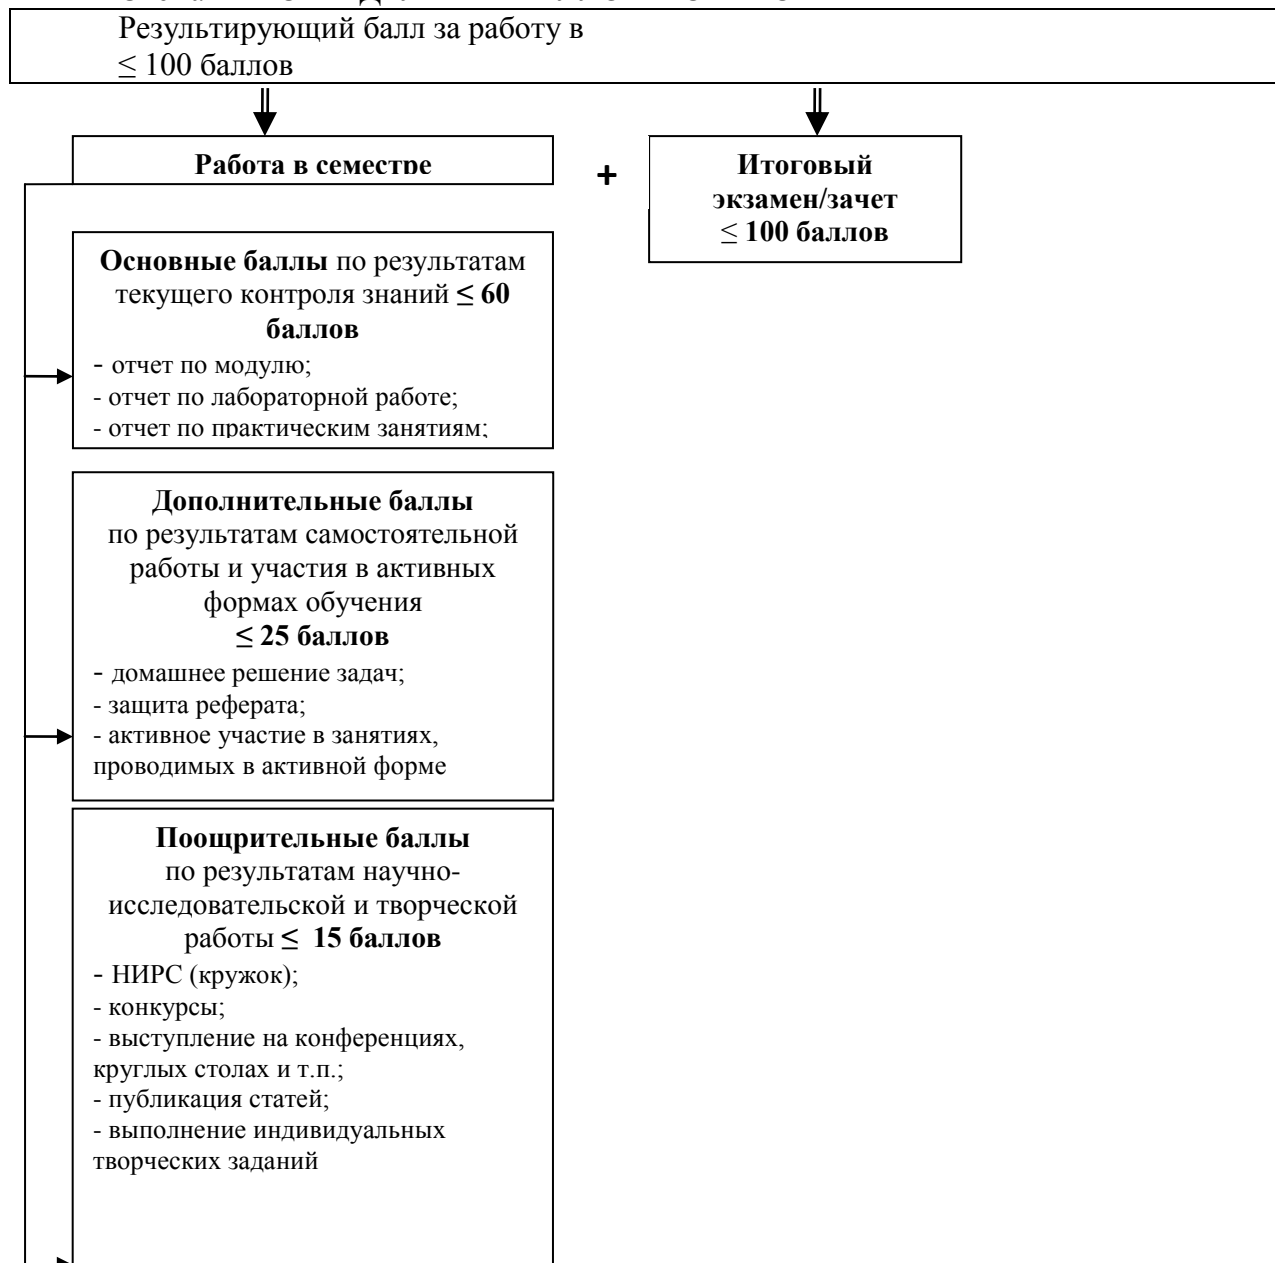 Результирующий балл за работу в
≤ 100 баллов
Работа в семестре
+
Итоговый
экзамен/зачет
≤ 100 баллов
Основные баллы по результатам
текущего контроля знаний ≤ 60
баллов
- отчет по модулю;
- отчет по лабораторной работе;
- отчет по практическим занятиям;
Дополнительные баллы
по результатам самостоятельной
работы и участия в активных
формах обучения
≤ 25 баллов
- домашнее решение задач;
- защита реферата;
- активное участие в занятиях,
проводимых в активной форме
Поощрительные баллы
по результатам научно-
исследовательской и творческой
работы ≤ 15 баллов
- НИРС (кружок);
- конкурсы;
- выступление на конференциях,
круглых столах и т.п.;
- публикация статей;
- выполнение индивидуальных
творческих заданий